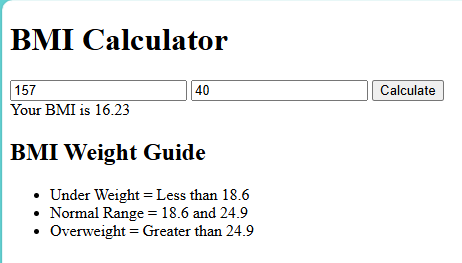 BMI Calculator
157 40 Calculate
Your BMI is 16.23
BMI Weight Guide
• Under Weight = Less than 18.6
• Normal Range = 18.6 and 24.9
• Overweight = Greater than 24.9